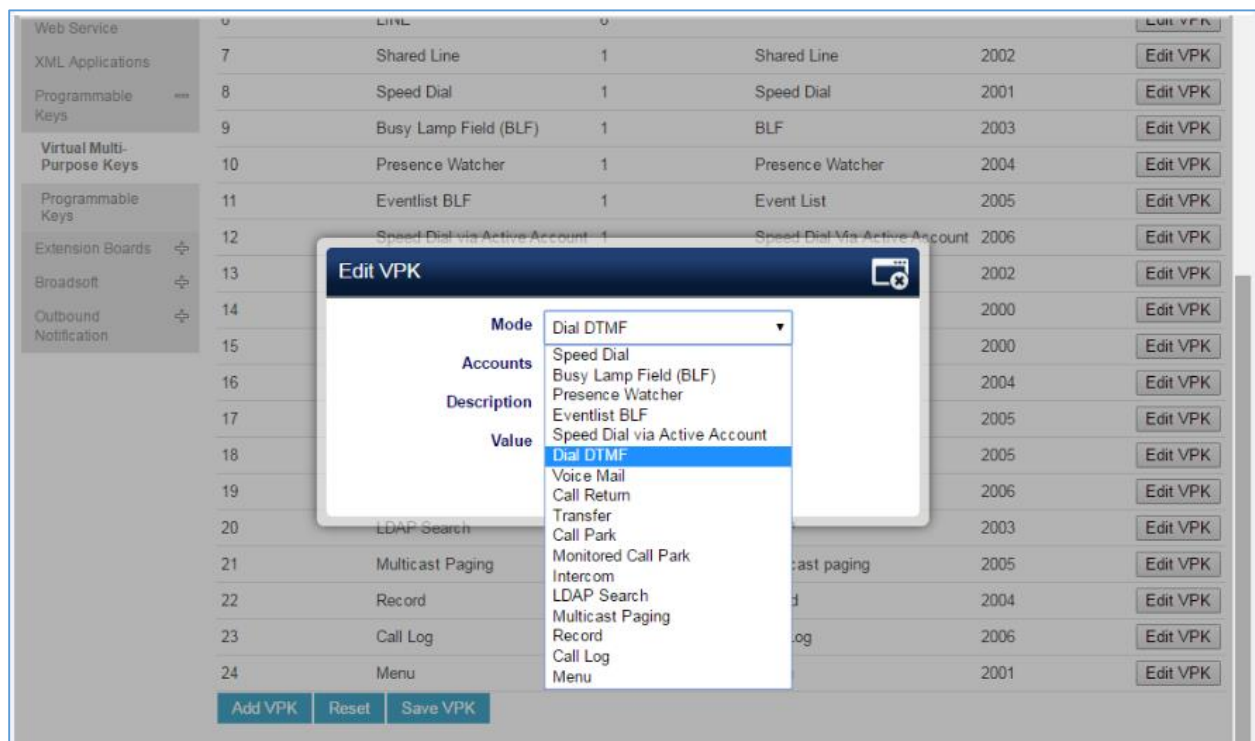 Web Service
LINE
Edit VPK
XML Applications
7 Shared Line 1 Shared Line 2002 Edit VPK
Programmable Keys
8 Speed Dial 1 Speed Dial 2001 Edit VPK
9 Busy Lamp Field (BLF) 1 BLF 2003 Edit VPK
Virtual Multi-
Purpose Keys
10 Presence Watcher 1 Presence Watcher 2004 Edit VPK
Programmable
Keys
11 Eventlist BLF 1 Event List 2005 Edit VPK
Extension Boards
12 Speed Dial via Active Account 1 Speed Dial Via Active Account 2006 Edit VPK
Broadsoft
13 2002 Edit VPK
Outbound
Notification
14 2000 Edit VPK
15 2000 Edit VPK
16 2004 Edit VPK
17 2005 Edit VPK
18 2005 Edit VPK
19 2006 Edit VPK
20 LDAP Search 2003 Edit VPK
21 Multicast Paging cast paging 2005 Edit VPK
22 Record 2004 Edit VPK
23 Call Log og 2006 Edit VPK
24 Menu 2001 Edit VPK
Add VPK Reset Save VPK
Edit VPK
Mode Dial DTMF
Accounts
Description
Value
Speed Dial
Busy Lamp Field (BLF)
Presence Watcher
Eventlist BLF
Speed Dial via Active Account
Dial DTMF
Voice Mail
Call Return
Transfer
Call Park
Monitored Call Park
Intercom
LDAP Search
Multicast Paging
Record
Call Log
Menu